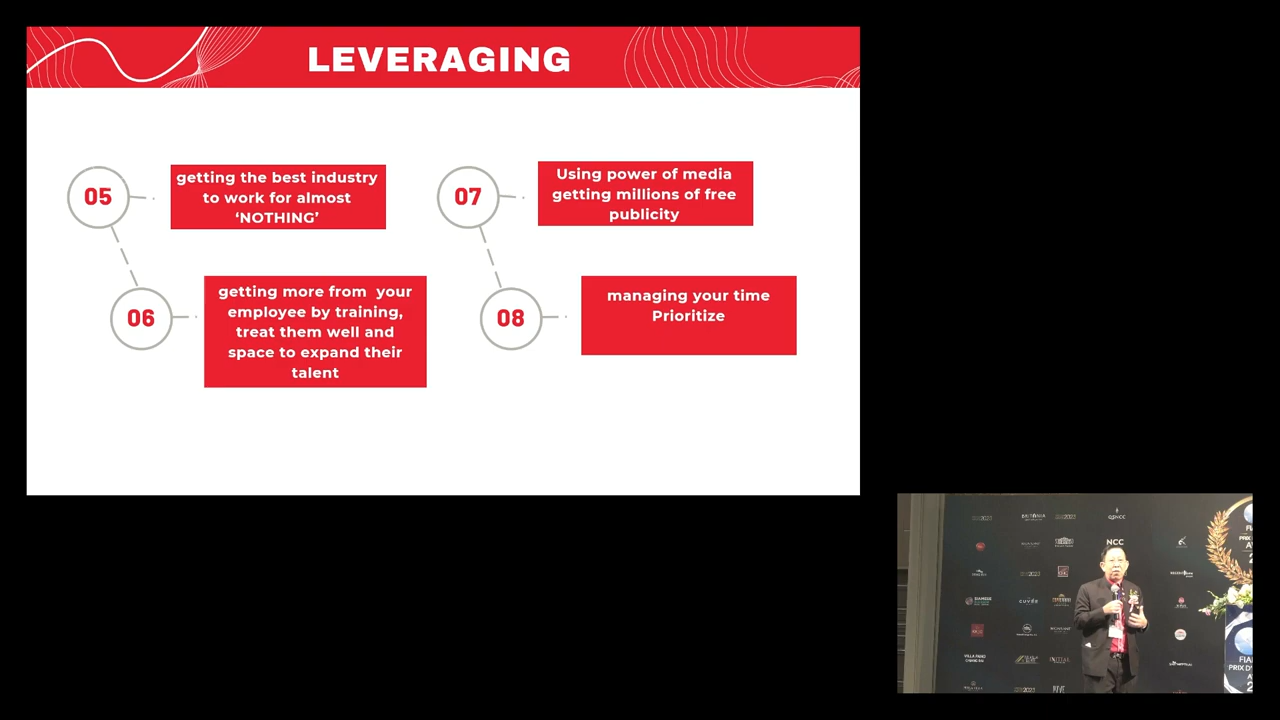 LEVERAGING
05
getting the best industry
to work for almost
‘NOTHING’
06
getting more from  your
employee by training,
treat them well and
space to expand their
talent
07
Using power of media
getting millions of free
publicity
08
managing your time
Prioritize
NCC